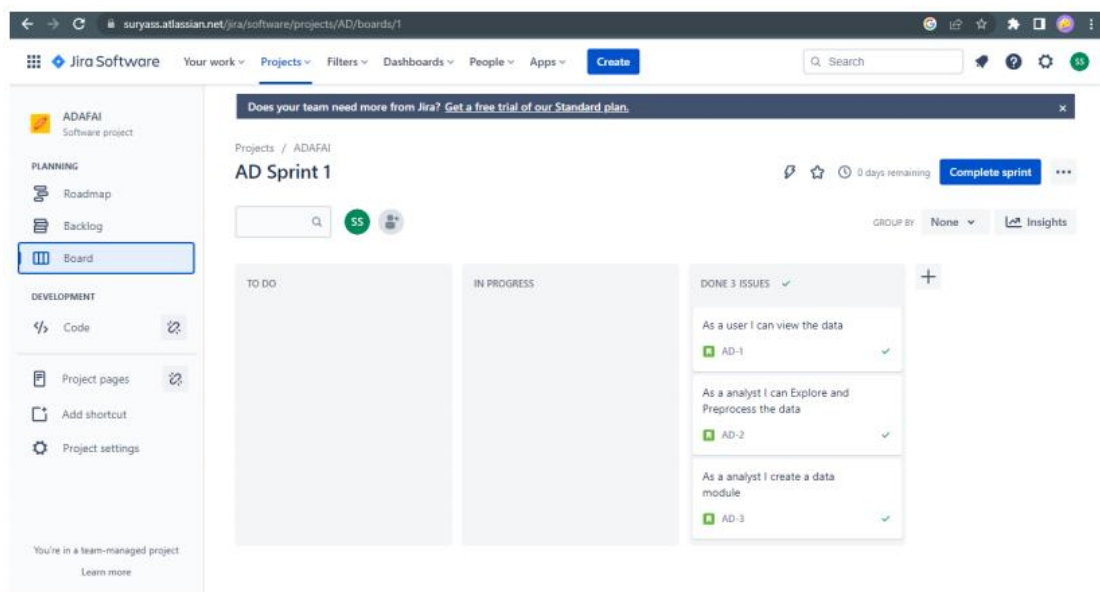 suryass.atlassian.net/jira/software/projects/AD/boards/1
Jira Software Your work Projects Filters Dashboards People Apps Create Search SS
Does your team need more from Jira? Get a free trial of our Standard plan.
ADAFAI
Software project
PLANNING
Roadmap
Backlog
Board
DEVELOPMENT
Code
Project pages
Add shortcut
Project settings
You're in a team-managed project
Learn more
Projects / ADAFAI
AD Sprint 1
0 days remaining Complete sprint
SS
GROUP BY None Insights
TO DO
IN PROGRESS
DONE 3 ISSUES
As a user I can view the data
AD-1
As a analyst I can Explore and
Preprocess the data
AD-2
As a analyst I create a data
module
AD-3